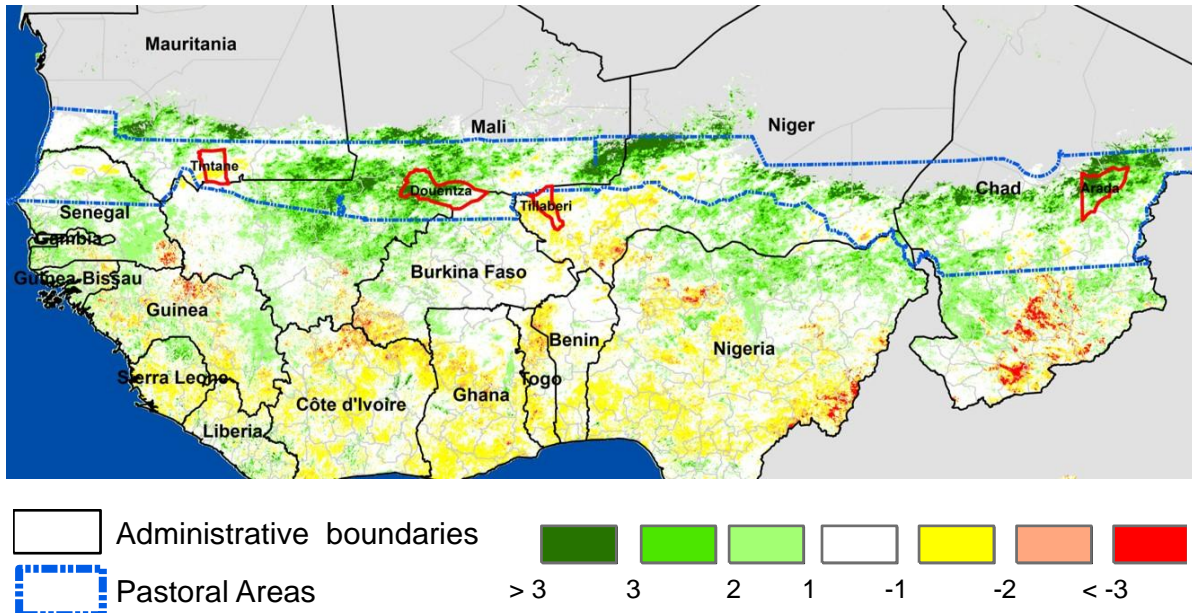 Mauritania
Mali
Niger
Tintane
Chad
Douentza
Arada
Tillaberi
Senegal
Gambia
Guinea-Bissau
Burkina Faso
Guinea
Benin
Nigeria
Sierra Leone
Togo
Ghana
Côte d'Ivoire
Liberia
Administrative boundaries
Pastoral Areas
> 3 3 2 1 -1 -2 < -3